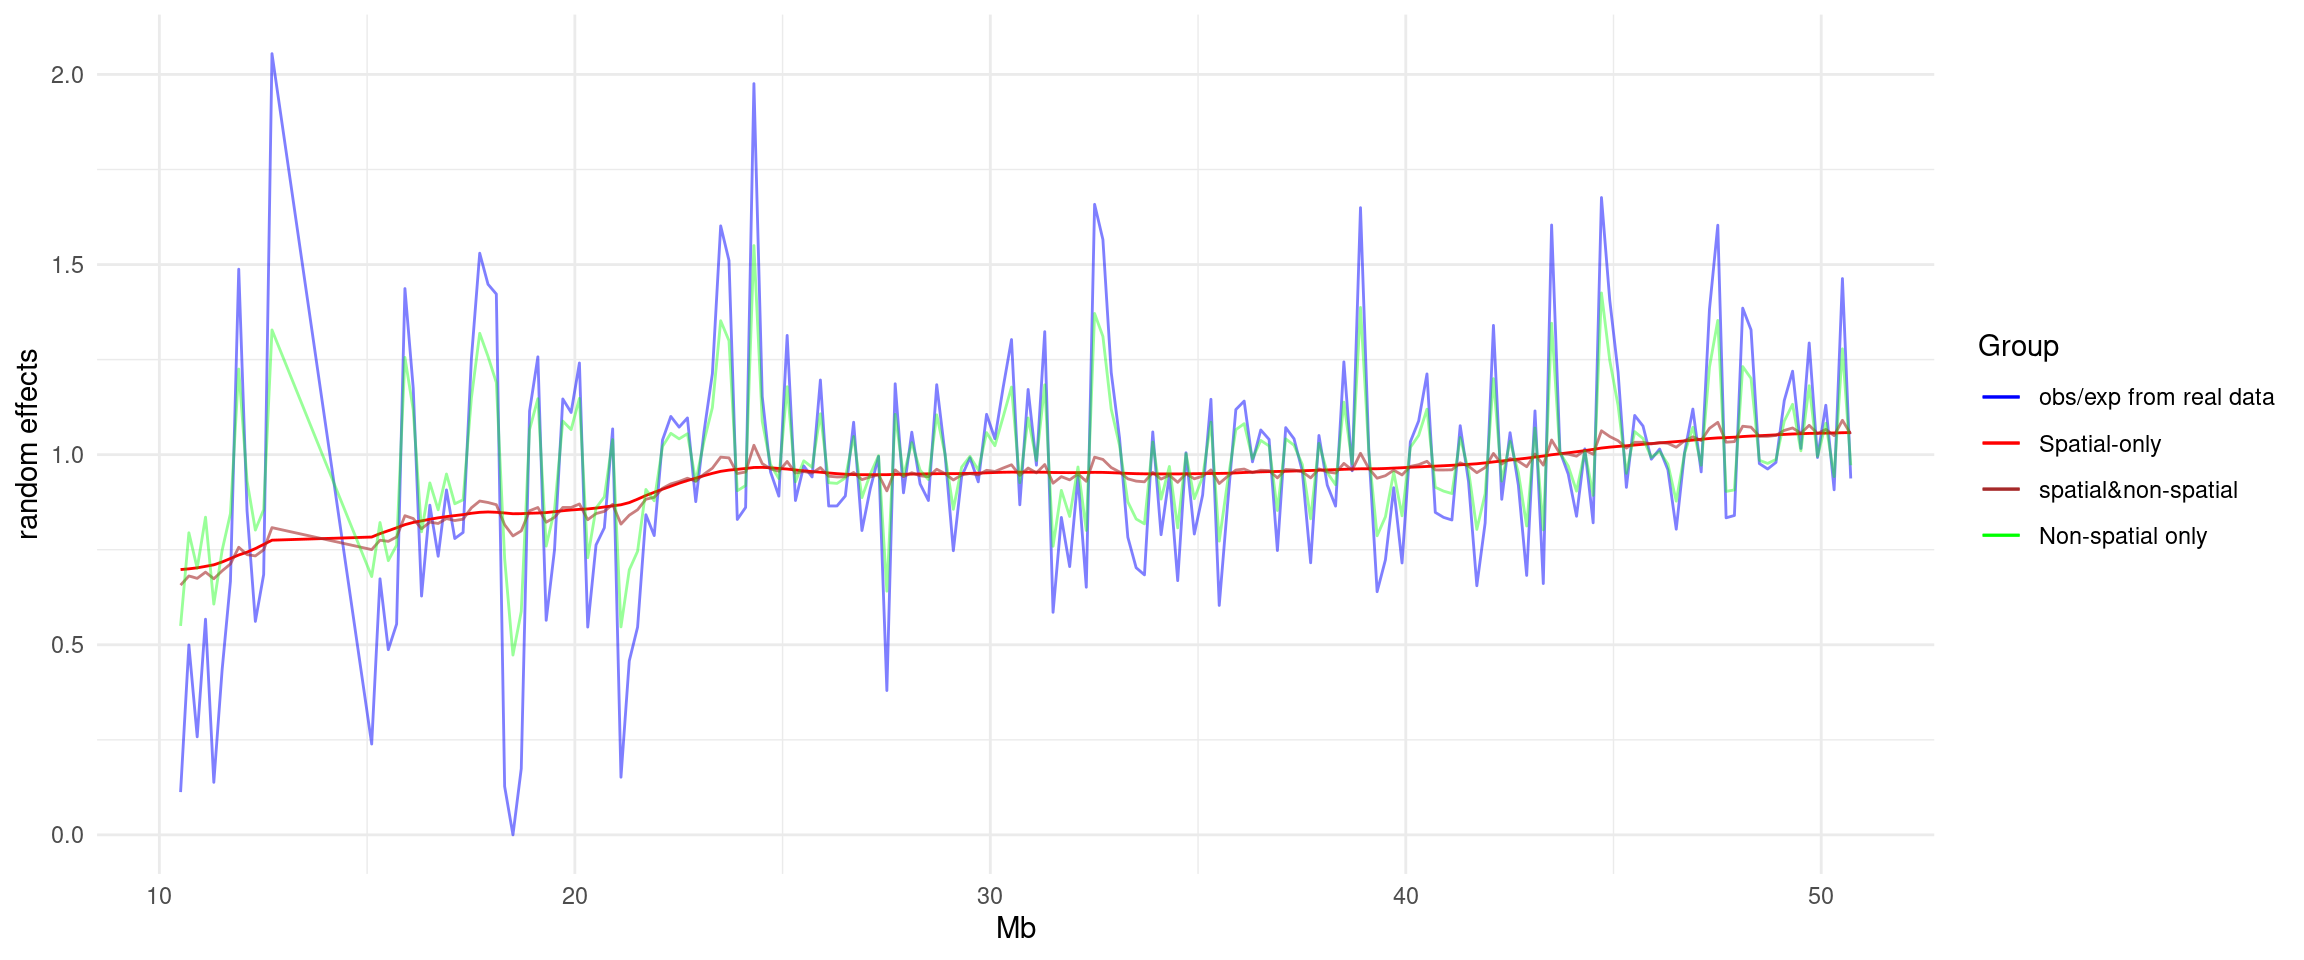 2.0
1.5
1.0
0.5
0.0
random effects
10
20
30
40
50
Mb
Group
obs/exp from real data
Spatial-only
spatial&non-spatial
Non-spatial only